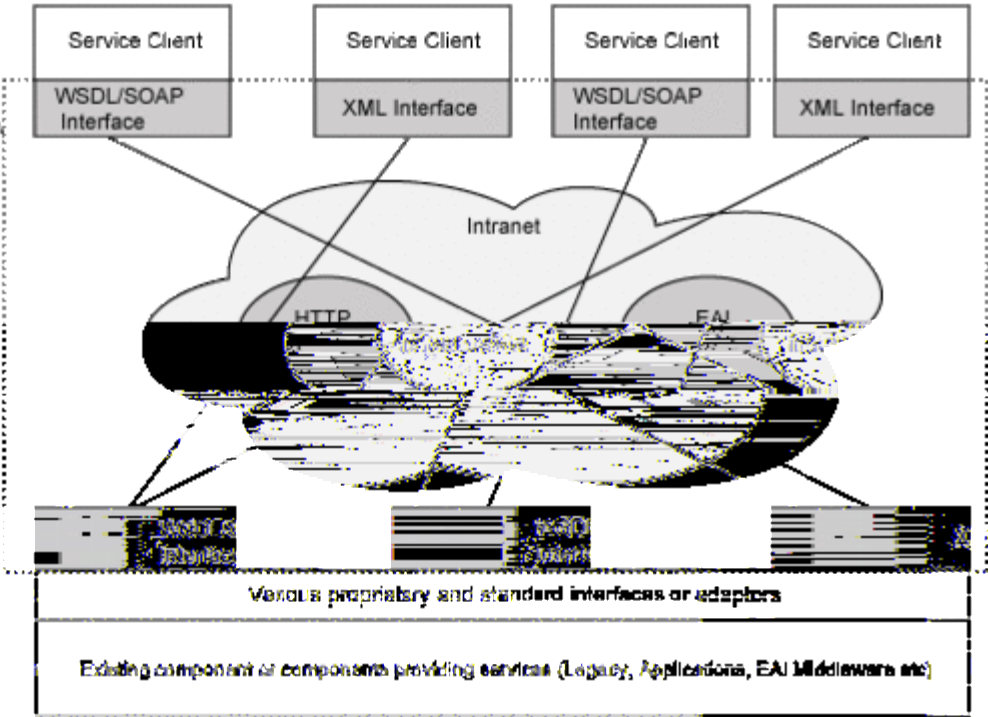 Service Client
Service Client
Service Client
Service Client
WSDL/SOAP
Interface
XML Interface
WSDL/SOAP
Interface
XML Interface
Intranet
HTTP
EAI
Various proprietary and standard interfaces or adaptors
Existing component or components providing services (Legacy, Applications, EAI Middleware etc)